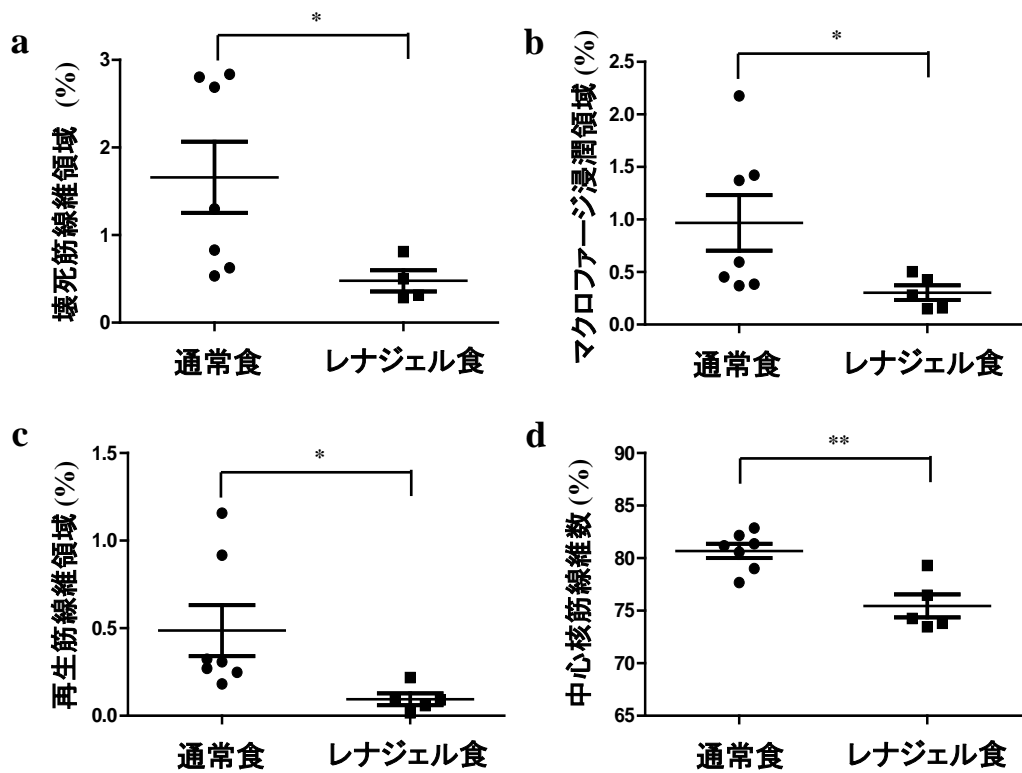 a
*
壊死筋線維領域 (%)
3
2
1
0
通常食
レナジェル食
b
*
マクロファージ浸潤領域 (%)
2.5
2.0
1.5
1.0
0.5
0.0
通常食
レナジェル食
c
*
再生筋線維領域 (%)
1.5
1.0
0.5
0.0
通常食
レナジェル食
d
**
中心核筋線維数 (%)
90
85
80
75
70
65
通常食
レナジェル食